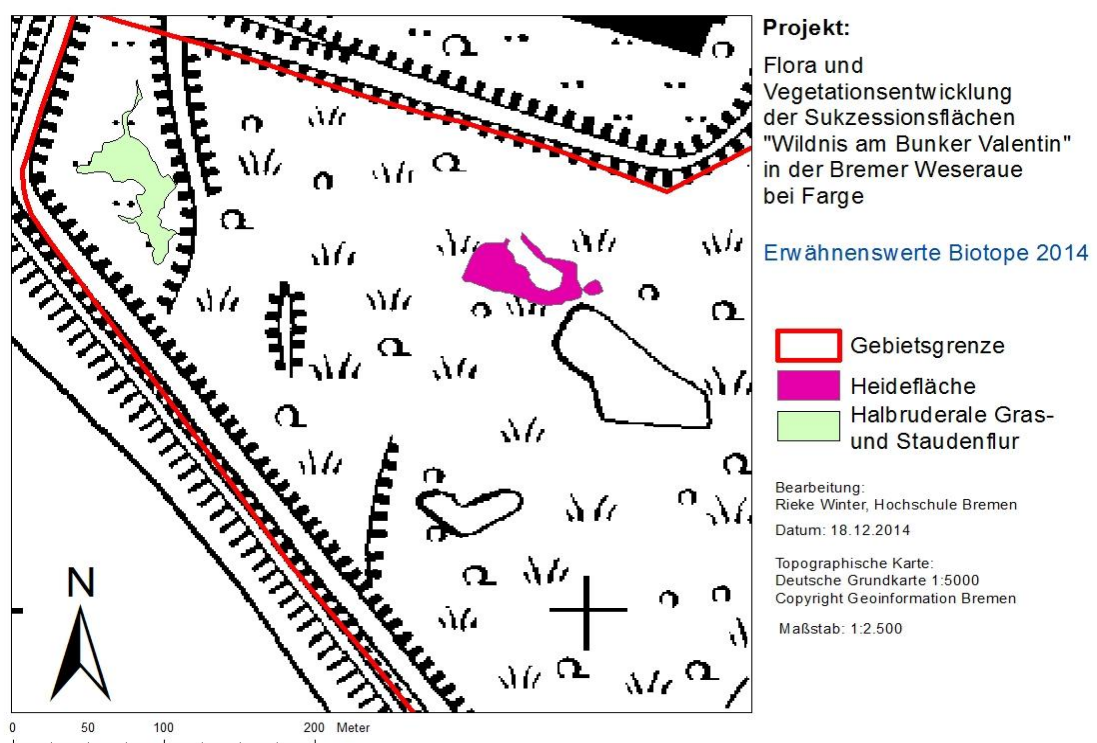 Projekt:
Flora und
Vegetationsentwicklung
der Sukzessionsflächen
"Wildnis am Bunker Valentin"
in der Bremer Weseraue
bei Farge
Erwähnenswerte Biotope 2014
Gebietsgrenze
Heidefläche
Halbruderale Gras-
und Staudenflur
Bearbeitung:
Rieke Winter, Hochschule Bremen
Datum: 18.12.2014
Topographische Karte:
Deutsche Grundkarte 1:5000
Copyright Geoinformation Bremen
Maßstab: 1:2.500
N
0 50 100 200 Meter